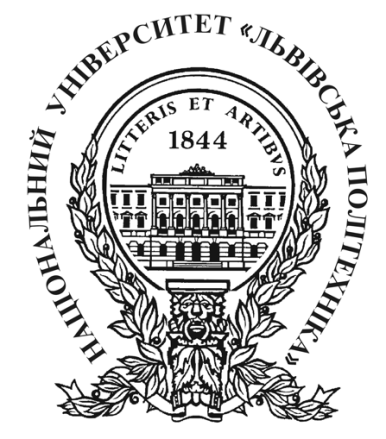 НАЦІОНАЛЬНИЙ УНІВЕРСИТЕТ «ЛЬВІВСЬКА ПОЛІТЕХНІКА»
LITTERIS ET ARTIBVS
1844